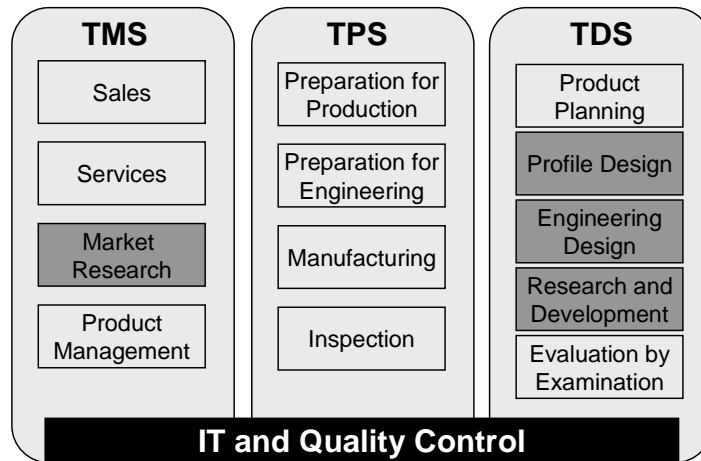 TMS
Sales
Services
Market
Research
Product
Management
TPS
Preparation for
Production
Preparation for
Engineering
Manufacturing
Inspection
TDS
Product
Planning
Profile Design
Engineering
Design
Research and
Development
Evaluation by
Examination
IT and Quality Control